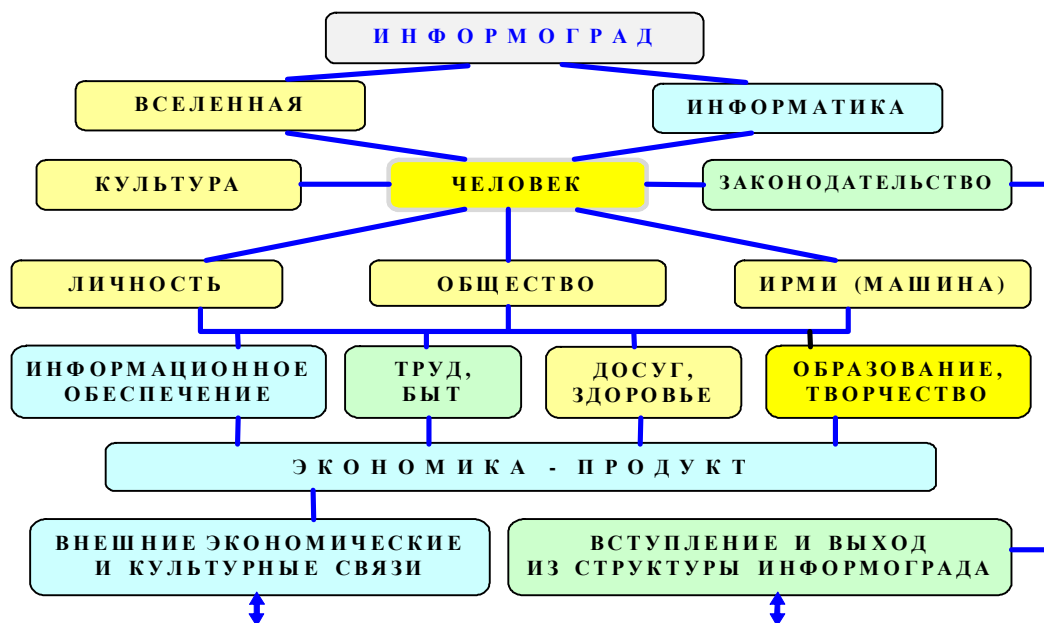 ИНФОРМОГРАД
ВСЕЛЕННАЯ
ИНФОРМАТИКА
КУЛЬТУРА
ЧЕЛОВЕК
ЗАКОНОДАТЕЛЬСТВО
ЛИЧНОСТЬ
ОБЩЕСТВО
ИРМИ (МАШИНА)
ИНФОРМАЦИОННОЕ
ОБЕСПЕЧЕНИЕ
ТРУД,
БЫТ
ДОСУГ,
ЗДОРОВЬЕ
ОБРАЗОВАНИЕ,
ТВОРЧЕСТВО
ЭКОНОМИКА - ПРОДУКТ
ВНЕШНИЕ ЭКОНОМИЧЕСКИЕ
И КУЛЬТУРНЫЕ СВЯЗИ
ВСТУПЛЕНИЕ И ВЫХОД
ИЗ СТРУКТУРЫ ИНФОРМОГРАДА